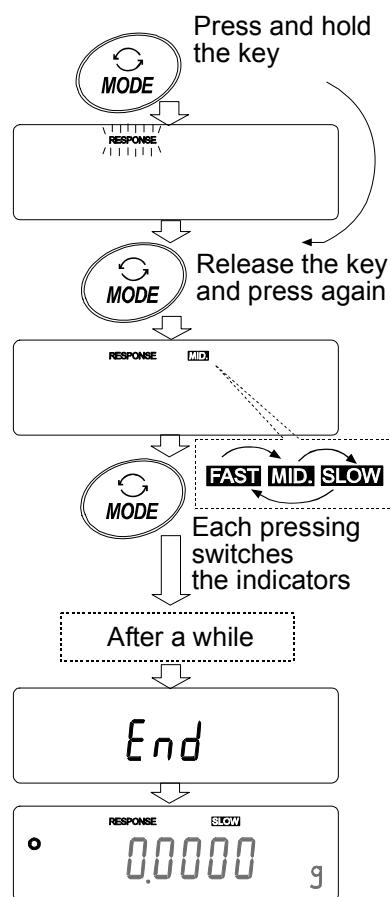 Press and hold
the key
MODE
RESPONSE
Release the key
and press again
MODE
RESPONSE MID.
FAST MID. SLOW
MODE
Each pressing
switches
the indicators
After a while
End
RESPONSE SLOW
0.0000 g